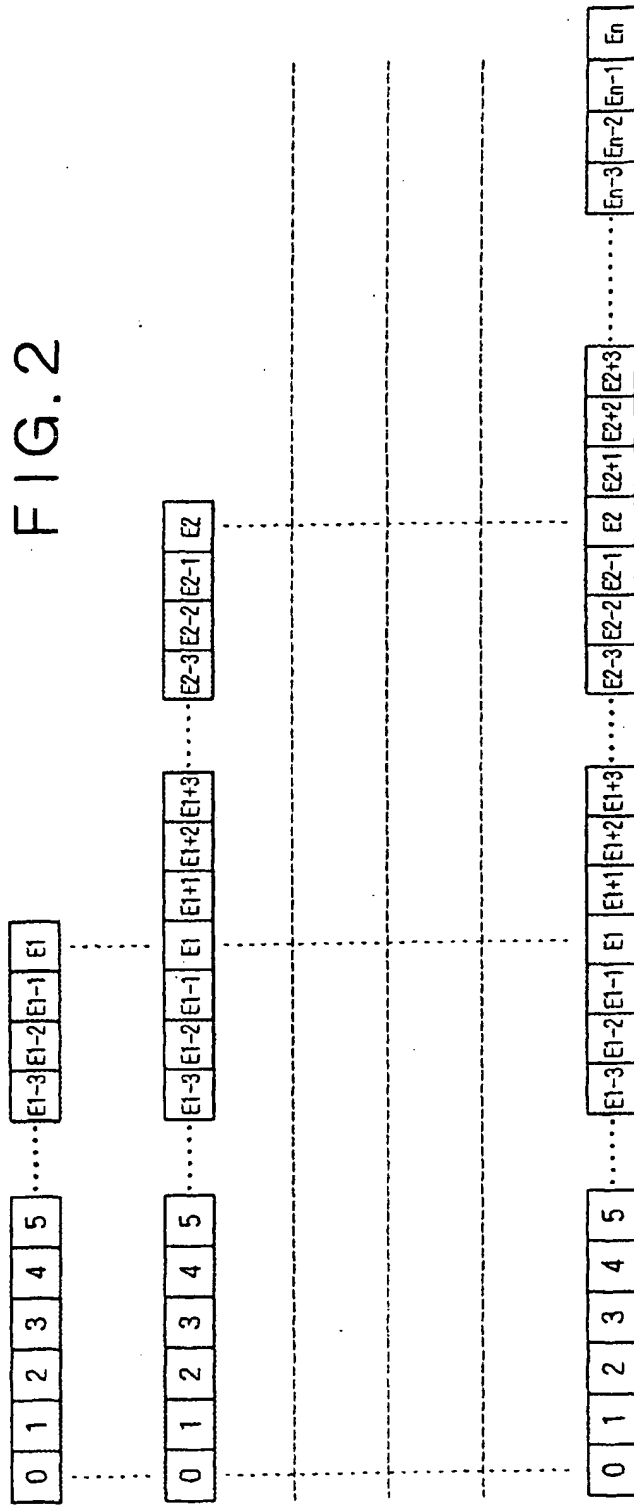 FIG. 2
0 1 2 3 4 5 ...... E1-3 E1-2 E1-1 E1
0 1 2 3 4 5 ...... E1-3 E1-2 E1-1 E1 E1+1 E1+2 E1+3 ...... E2-3 E2-2 E2-1 E2
0 1 2 3 4 5 ...... E1-3 E1-2 E1-1 E1 E1+1 E1+2 E1+3 ...... E2-3 E2-2 E2-1 E2 E2+1 E2+2 E2+3 ........ En-3 En-2 En-1 En